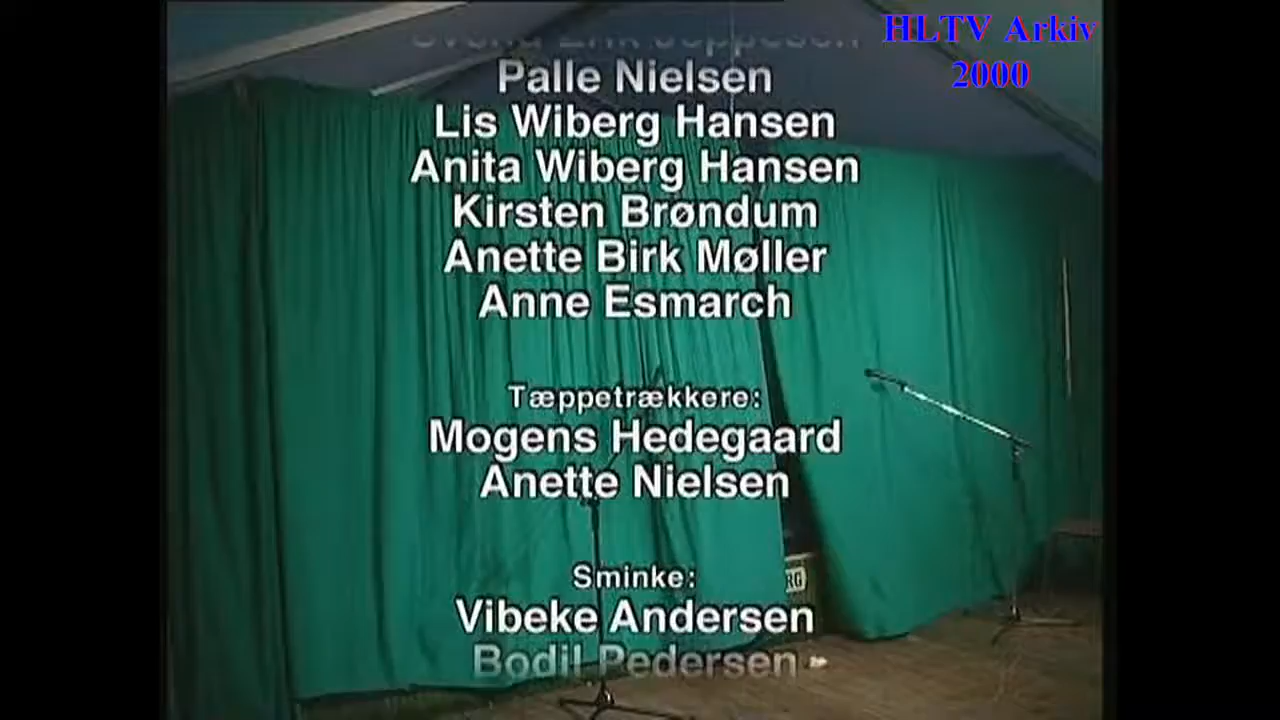 HLTV Arkiv
2000
Palle Nielsen
Lis Wiberg Hansen
Anita Wiberg Hansen
Kirsten Brøndum
Anette Birk Møller
Anne Esmarch
Tæppetrækkere:
Mogens Hedegaard
Anette Nielsen
Sminke:
Vibeke Andersen
Bodil Pedersen
RG